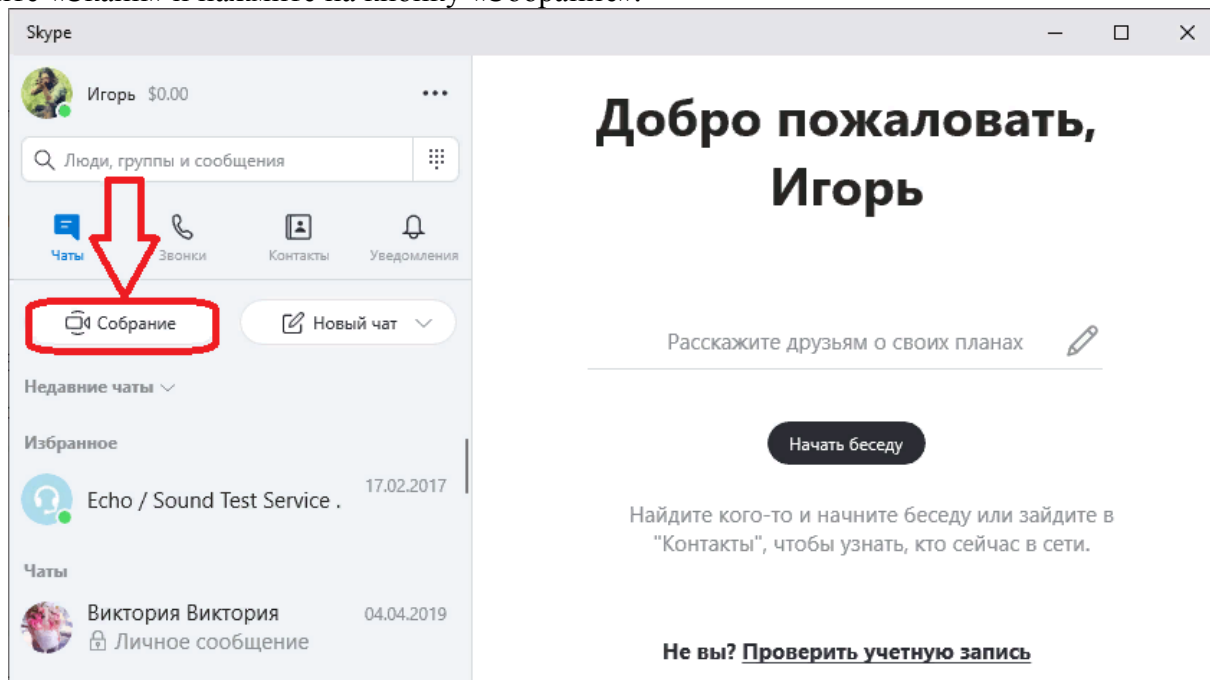 Skype
Игорь $0.00
Люди, группы и сообщения
Чаты
Звонки
Контакты
Уведомления
Собрание
Новый чат
Недавние чаты
Избранное
Echo / Sound Test Service .
17.02.2017
Чаты
Виктория Виктория
04.04.2019
Личное сообщение
Добро пожаловать,
Игорь
Расскажите друзьям о своих планах
Начать беседу
Найдите кого-то и начните беседу или зайдите в
"Контакты", чтобы узнать, кто сейчас в сети.
Не вы? Проверить учетную запись